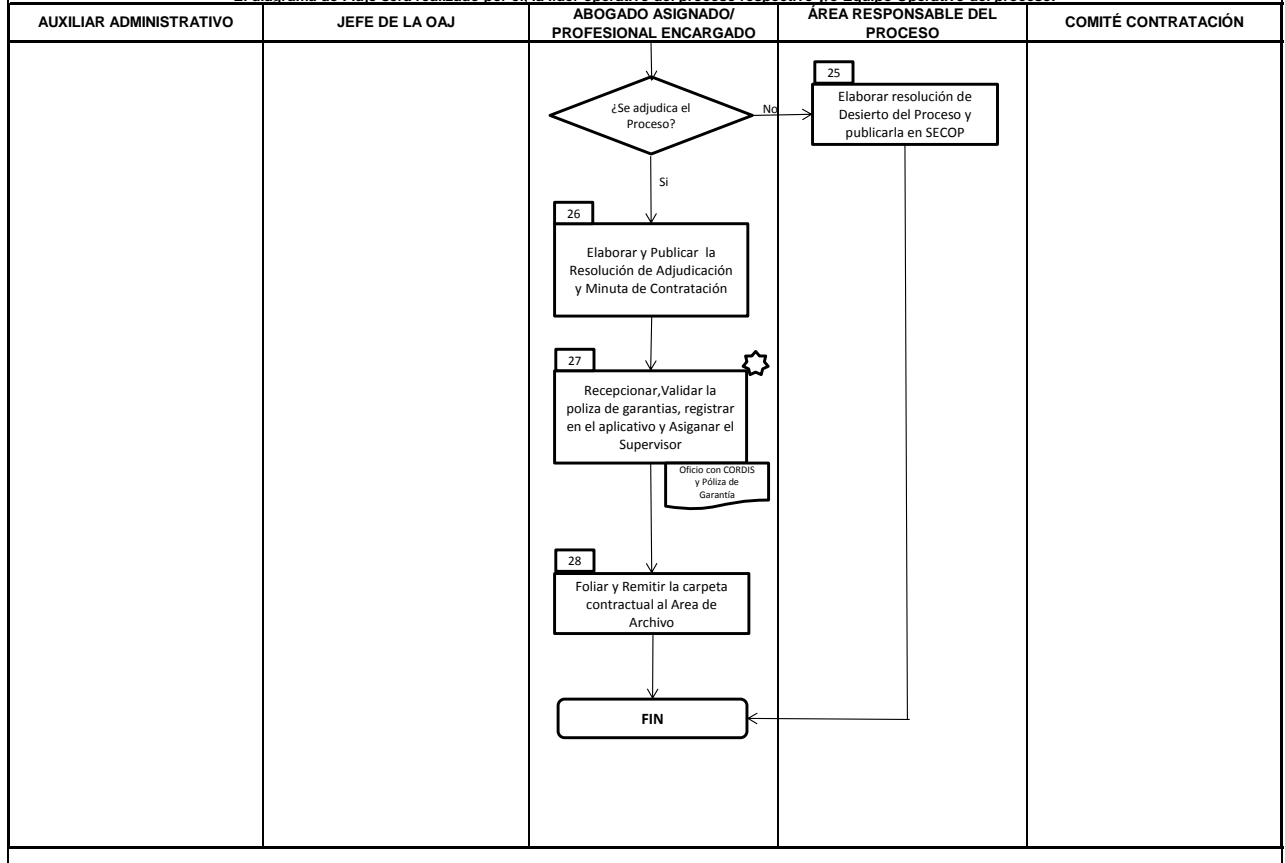 AUXILIAR ADMINISTRATIVO
JEFE DE LA OAJ
ABOGADO ASIGNADO/
PROFESIONAL ENCARGADO
ÁREA RESPONSABLE DEL
PROCESO
COMITÉ CONTRATACIÓN
¿Se adjudica el
Proceso?
No
25
Elaborar resolución de
Desierto del Proceso y
publicarla en SECOP
Si
26
Elaborar y Publicar la
Resolución de Adjudicación
y Minuta de Contratación
27
Recepcionar,Validar la
poliza de garantias, registrar
en el aplicativo y Asiganar el
Supervisor
Oficio con CORDIS
y Póliza de
Garantía
28
Foliar y Remitir la carpeta
contractual al Area de
Archivo
FIN